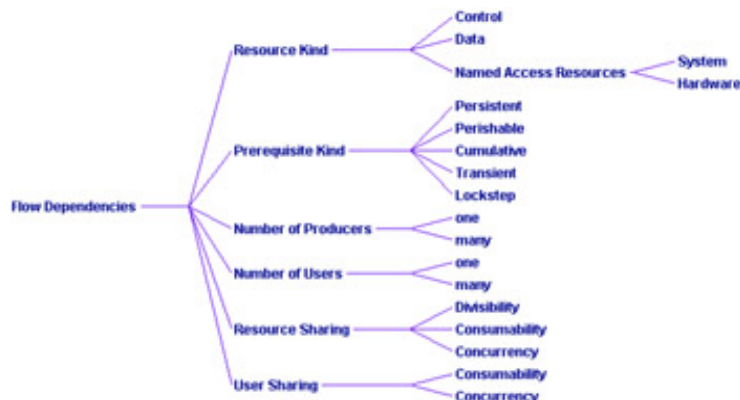 Flow Dependencies
Resource Kind
Control
Data
Named Access Resources
System
Hardware
Prerequisite Kind
Persistent
Perishable
Cumulative
Transient
Lockstep
Number of Producers
one
many
Number of Users
one
many
Resource Sharing
Divisibility
Consumability
Concurrency
User Sharing
Consumability
Concurrency